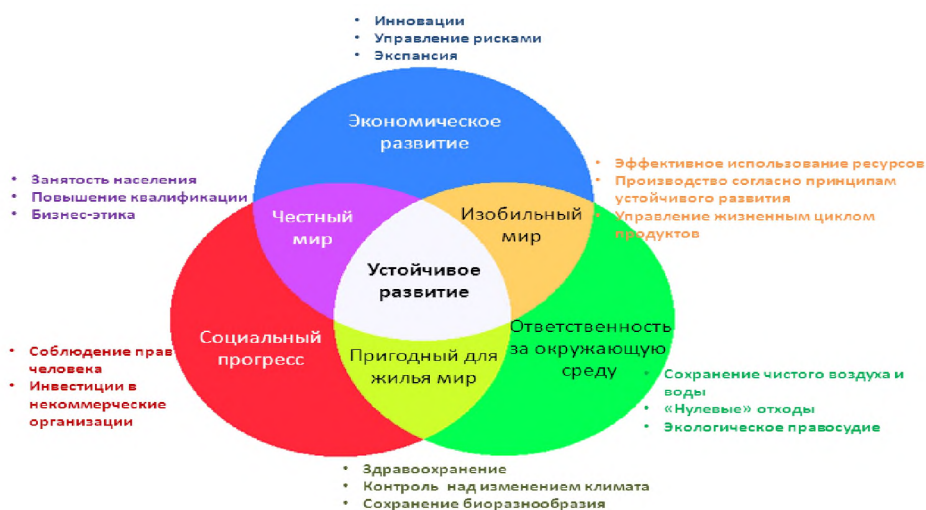 • Инновации
• Управление рисками
• Экспансия
Экономическое
развитие
• Занятость населения
• Повышение квалификации
• Бизнес-этика
• Эффективное использование ресурсов
• Производство согласно принципам
устойчивого развития
• Управление жизненным циклом
продуктов
Честный
мир
Изобильный
мир
Устойчивое
развитие
Социальный
прогресс
Пригодный для
жилья мир
Ответственность
за окружающую
среду
• Соблюдение прав
человека
• Инвестиции в
некоммерческие
организации
• Сохранение чистого воздуха и
воды
• «Нулевые» отходы
• Экологическое правосудие
• Здравоохранение
• Контроль над изменением климата
• Сохранение биоразнообразия